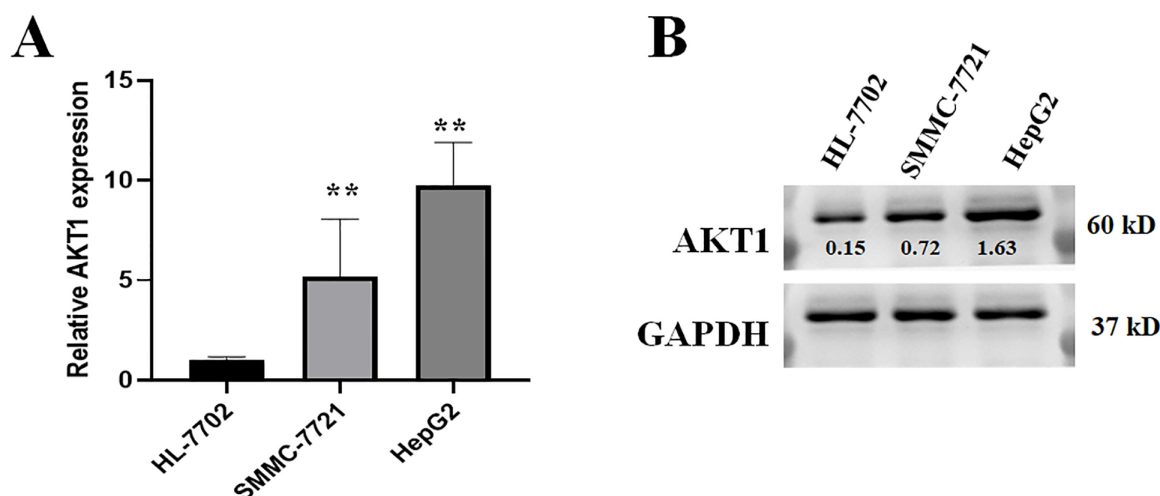 A
Relative AKT1 expression
15
10
5
0
**
**
HL-7702
SMMC-7721
HepG2
B
HL-7702
SMMC-7721
HepG2
AKT1
0.15 0.72 1.63
60 kD
GAPDH
37 kD